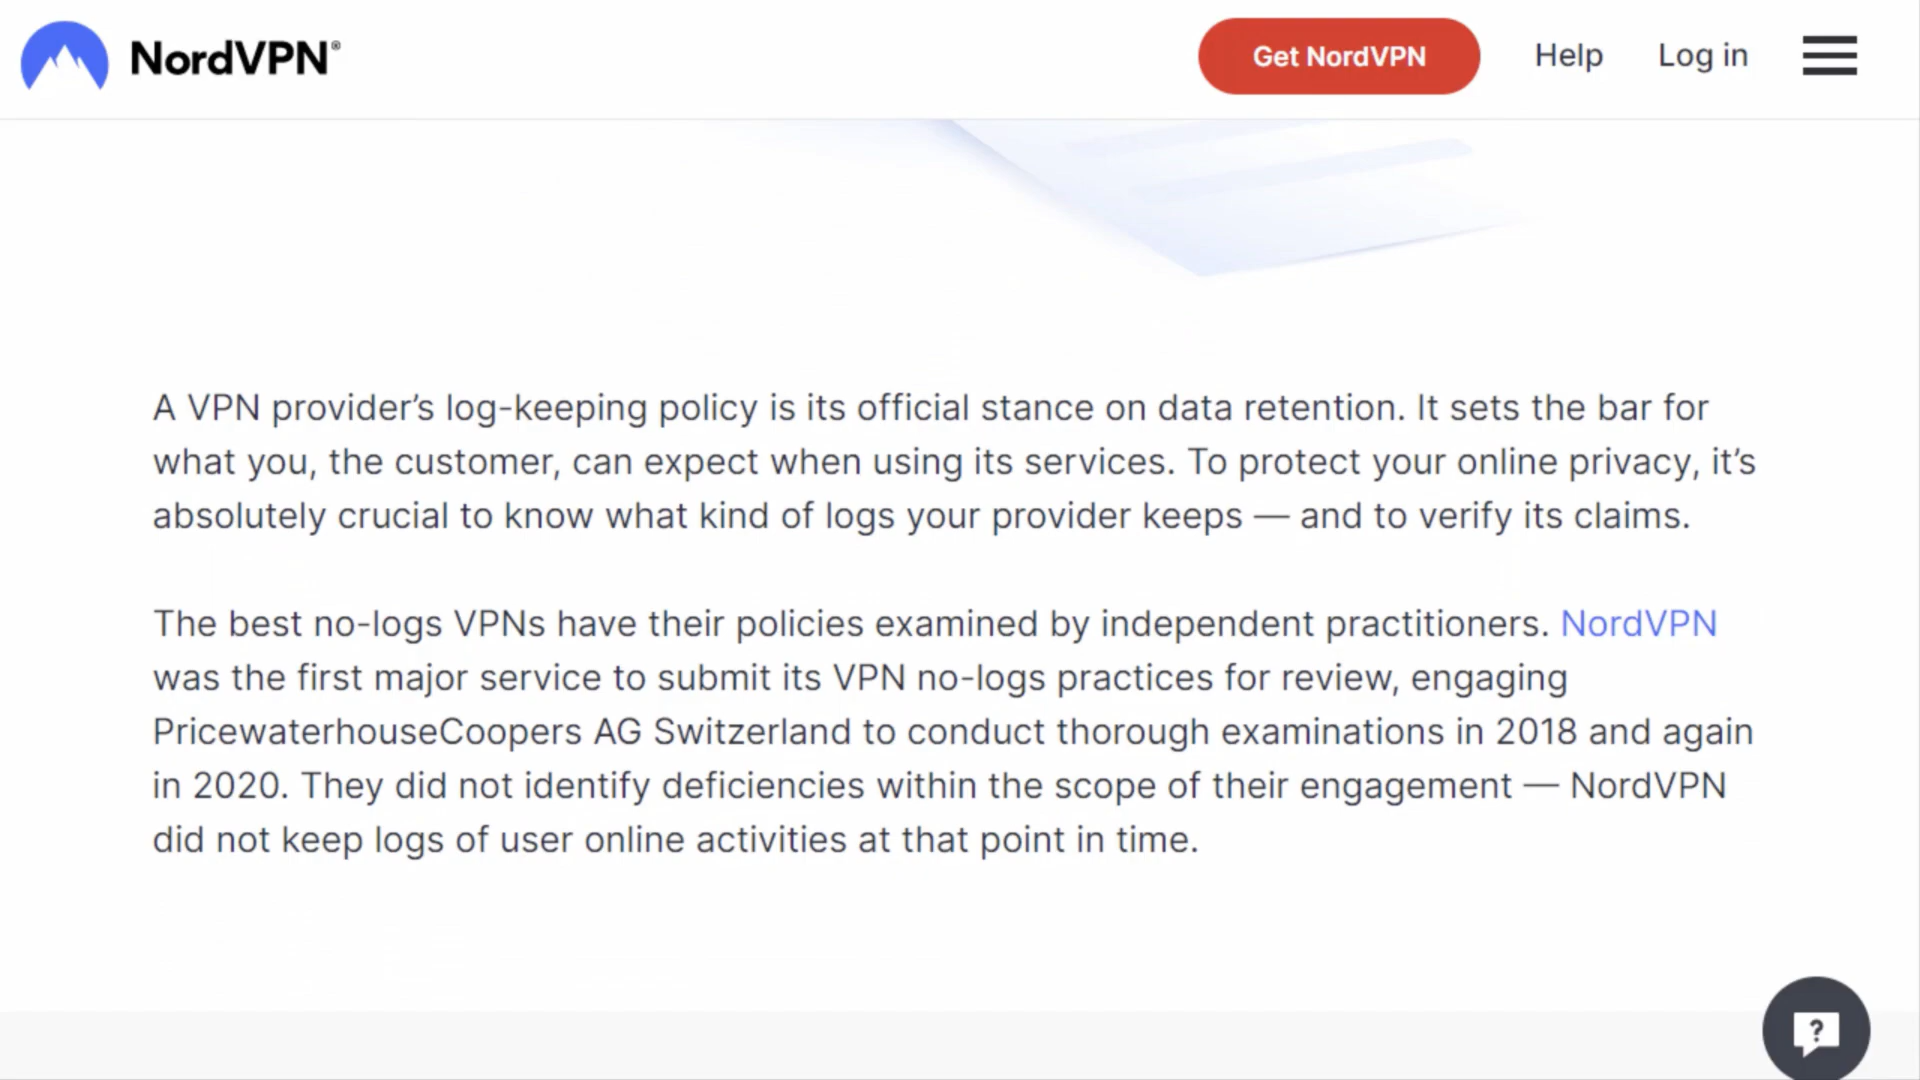 NordVPN®
Get NordVPN
Help
Log in
A VPN provider’s log-keeping policy is its official stance on data retention. It sets the bar for
what you, the customer, can expect when using its services. To protect your online privacy, it’s
absolutely crucial to know what kind of logs your provider keeps — and to verify its claims.
The best no-logs VPNs have their policies examined by independent practitioners. NordVPN
was the first major service to submit its VPN no-logs practices for review, engaging
PricewaterhouseCoopers AG Switzerland to conduct thorough examinations in 2018 and again
in 2020. They did not identify deficiencies within the scope of their engagement — NordVPN
did not keep logs of user online activities at that point in time.
?